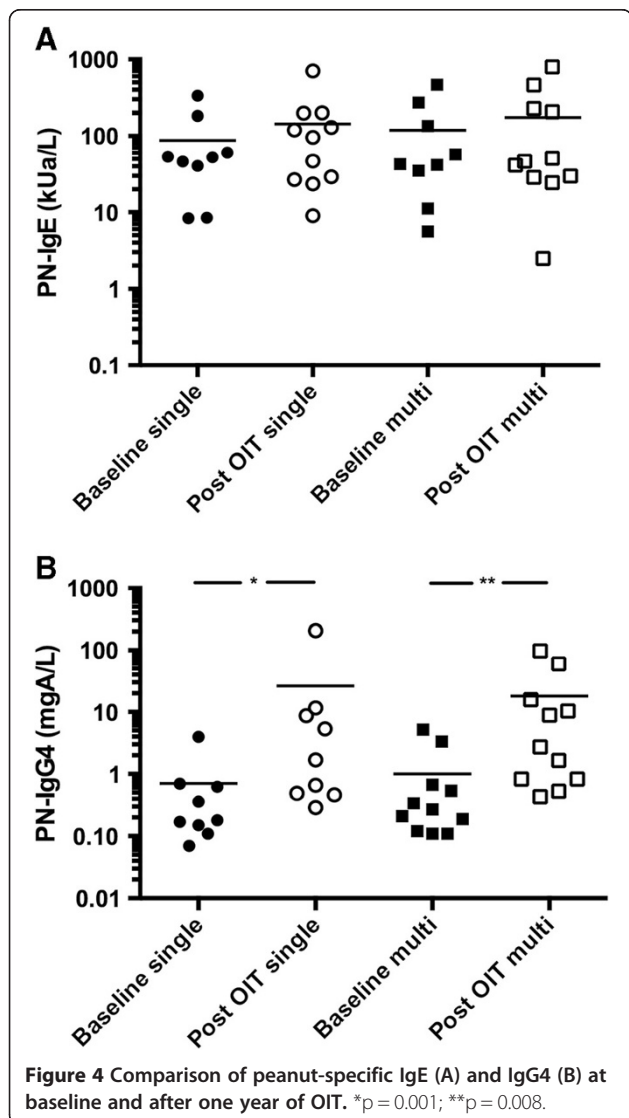 A
PN-IgE (kUa/L)
1000
100
10
1
0.1
Baseline single
Post OIT single
Baseline multi
Post OIT multi
B
PN-IgG4 (mgA/L)
1000
100
10
1
0.10
0.01
*
**
Baseline single
Post OIT single
Baseline multi
Post OIT multi
Figure 4 Comparison of peanut-specific IgE (A) and IgG4 (B) at
baseline and after one year of OIT. *p = 0.001; **p = 0.008.